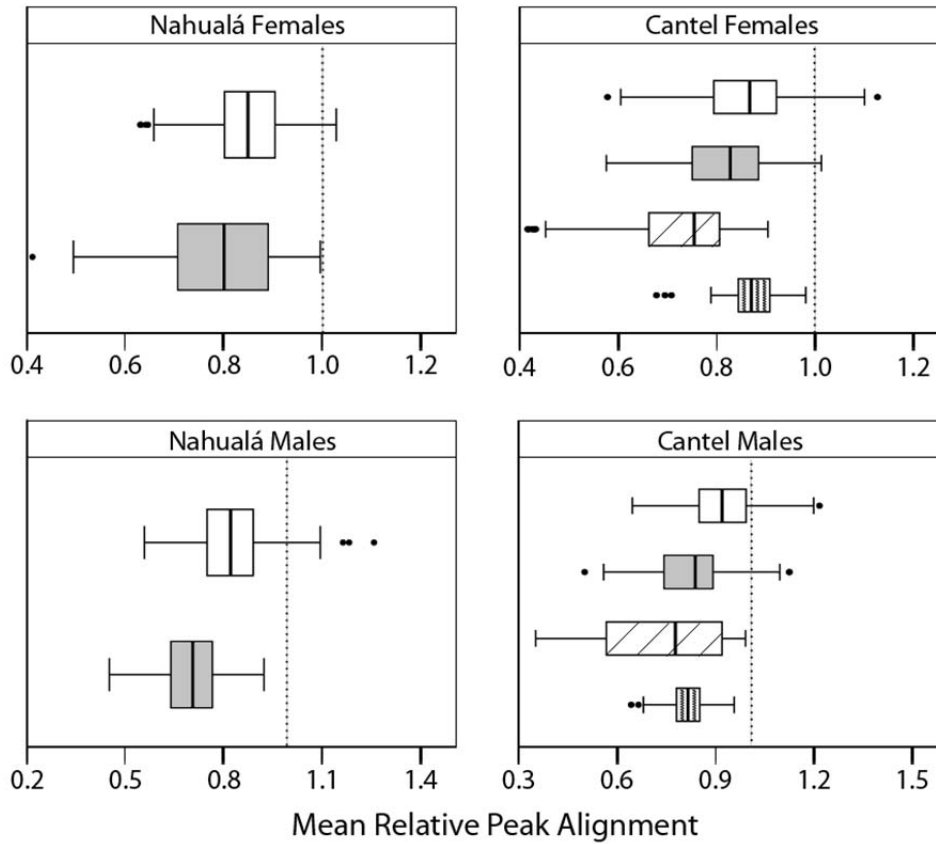 Nahualá Females
Cantel Females
0.4 0.6 0.8 1.0 1.2
0.4 0.6 0.8 1.0 1.2
Nahualá Males
Cantel Males
0.2 0.5 0.8 1.1 1.4
0.3 0.6 0.9 1.2 1.5
Mean Relative Peak Alignment